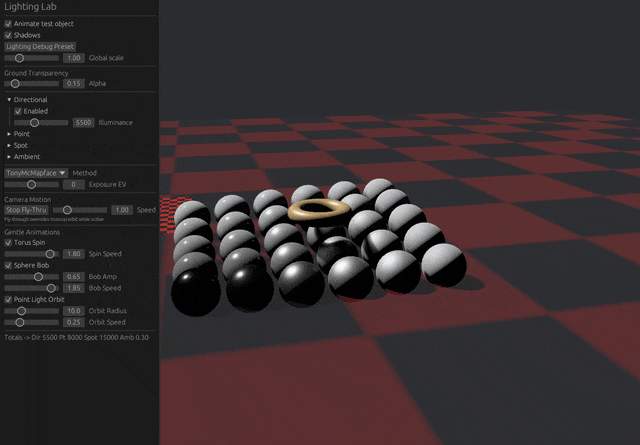 Lighting Lab
Animate test object
Shadows
Lighting Debug Preset
1.00 Global scale
Ground Transparency
0.15 Alpha
Directional
Enabled
5500 Illuminance
Point
Spot
Ambient
TonyMcMapface Method
0 Exposure EV
Camera Motion
Stop Fly-Thru 1.00 Speed
Fly-through overrides manual orbit while active
Gentle Animations
Torus Spin
1.80 Spin Speed
Sphere Bob
0.65 Bob Amp
1.85 Bob Speed
Point Light Orbit
10.0 Orbit Radius
0.25 Orbit Speed
Totals -> Dir 5500 Pt 8000 Spot 15000 Amb 0.30